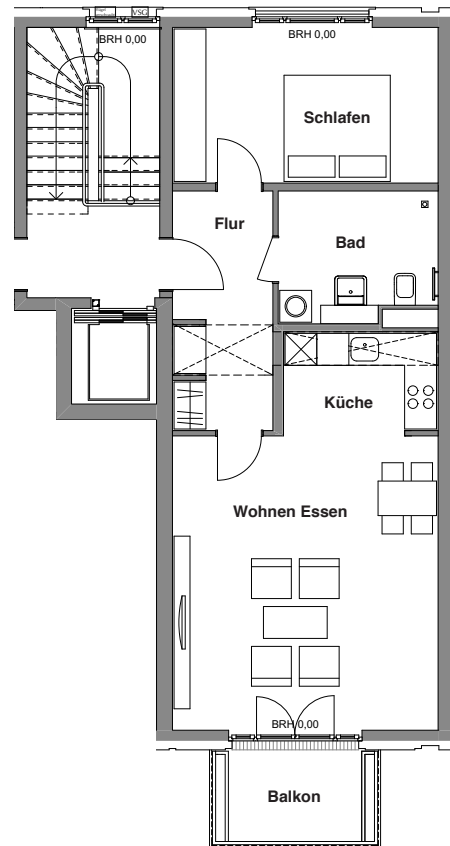 VSG
BRH 0,00
BRH 0,00
Schlafen
Flur
Bad
Küche
Wohnen Essen
BRH 0,00
Balkon